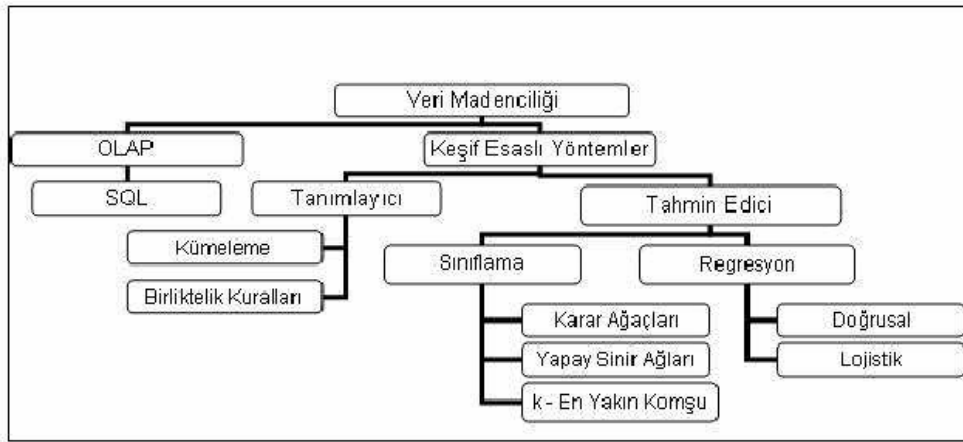 Veri Madenciliği
OLAP
Keşif Esaslı Yöntemler
SQL
Tanımlayıcı
Tahmin Edici
Kümeleme
Sınıflama
Regresyon
Birliktelik Kuralları
Karar Ağaçları
Doğrusal
Yapay Sinir Ağları
Lojistik
k - En Yakın Komşu